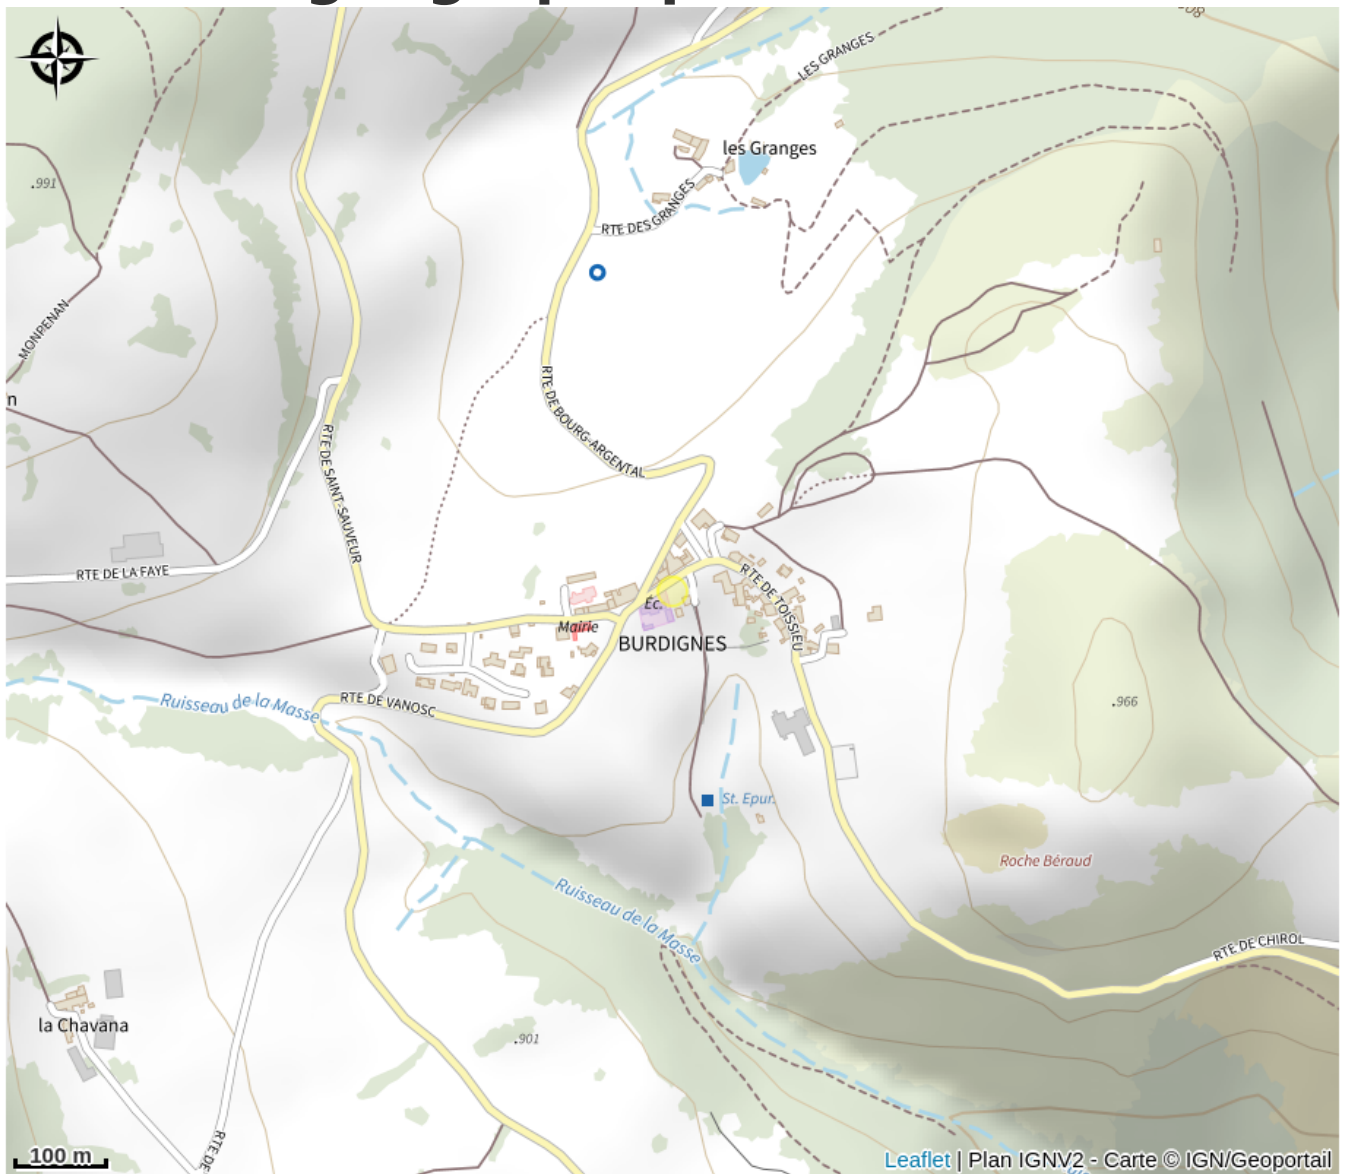 LES GRANGES
les Granges
.991
RTE DES GRANGES
MONPENAN
n
RTE DE BOURG-ARGENTAL
RTE DE SAINT-SAUVEUR
RTE DE LA FAYE
RTE DE TOISSIEU
Éc.
Mairie
BURDIGNES
Ruisseau de la Masse
RTE DE VANOSC
.966
St. Epur.
Roche Béraud
Ruisseau de la Masse
RTE DE CHIROL
la Chavana
.901
RTE DE
100 m
Leaflet | Plan IGNV2 - Carte © IGN/Geoportail